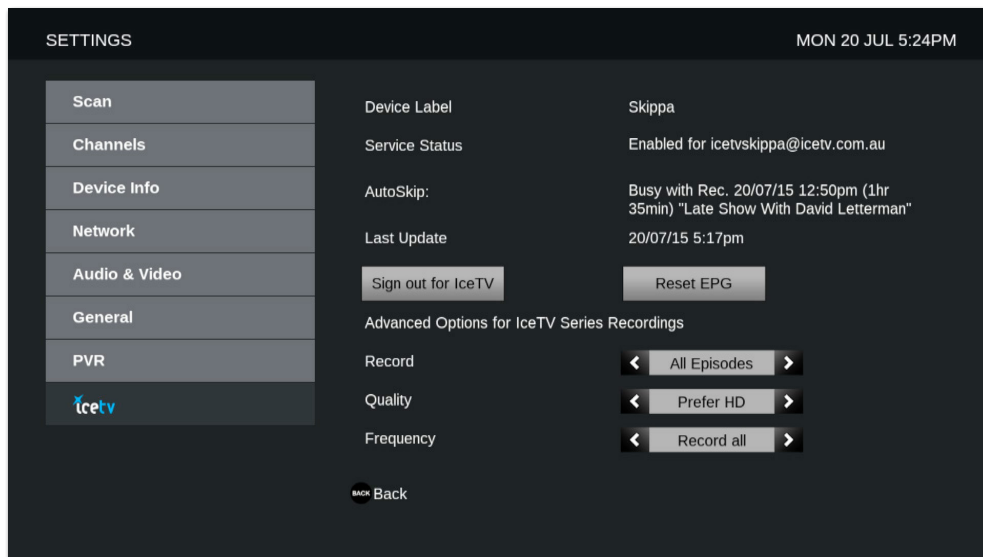 SETTINGS
MON 20 JUL 5:24PM
Scan
Channels
Device Info
Network
Audio & Video
General
PVR
icetv
Device Label
Skippa
Service Status
Enabled for icetvskippa@icetv.com.au
AutoSkip:
Busy with Rec. 20/07/15 12:50pm (1hr
35min) "Late Show With David Letterman"
Last Update
20/07/15 5:17pm
Sign out for IceTV
Reset EPG
Advanced Options for IceTV Series Recordings
Record
All Episodes
Quality
Prefer HD
Frequency
Record all
BACK Back